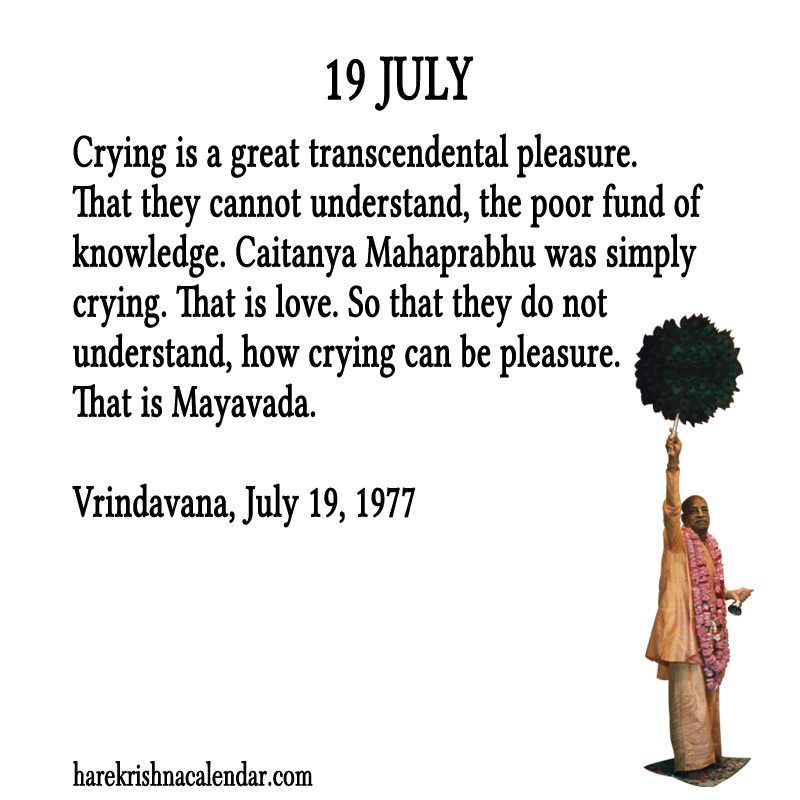 19 JULY
Crying is a great transcendental pleasure.
That they cannot understand, the poor fund of
knowledge. Caitanya Mahaprabhu was simply
crying. That is love. So that they do not
understand, how crying can be pleasure.
That is Mayavada.
Vrindavana, July 19, 1977
harekrishnacalendar.com